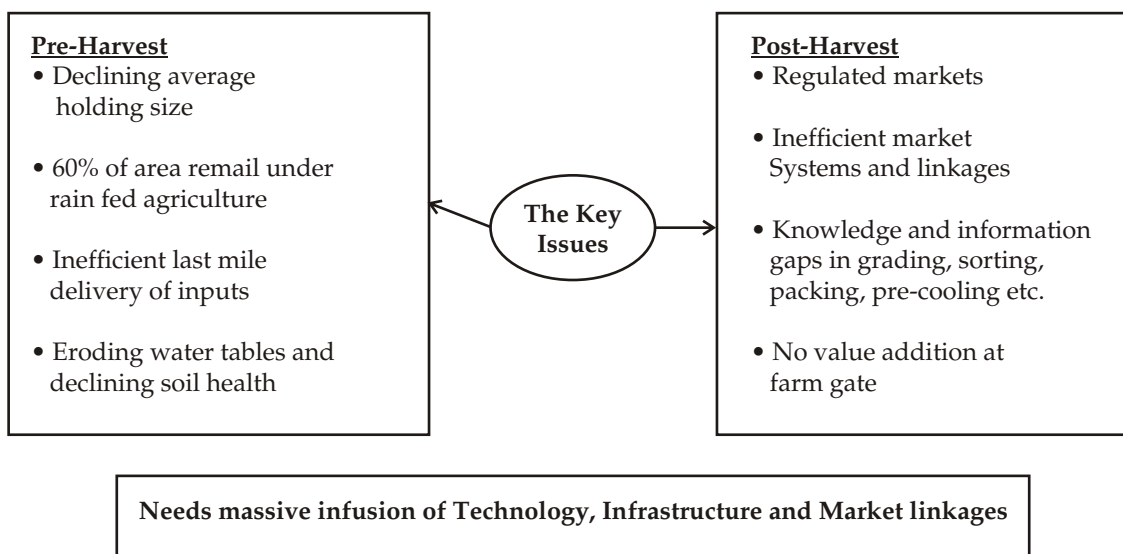 Pre-Harvest
• Declining average
holding size
• 60% of area remail under
rain fed agriculture
• Inefficient last mile
delivery of inputs
• Eroding water tables and
declining soil health
The Key
Issues
Post-Harvest
• Regulated markets
• Inefficient market
Systems and linkages
• Knowledge and information
gaps in grading, sorting,
packing, pre-cooling etc.
• No value addition at
farm gate
Needs massive infusion of Technology, Infrastructure and Market linkages